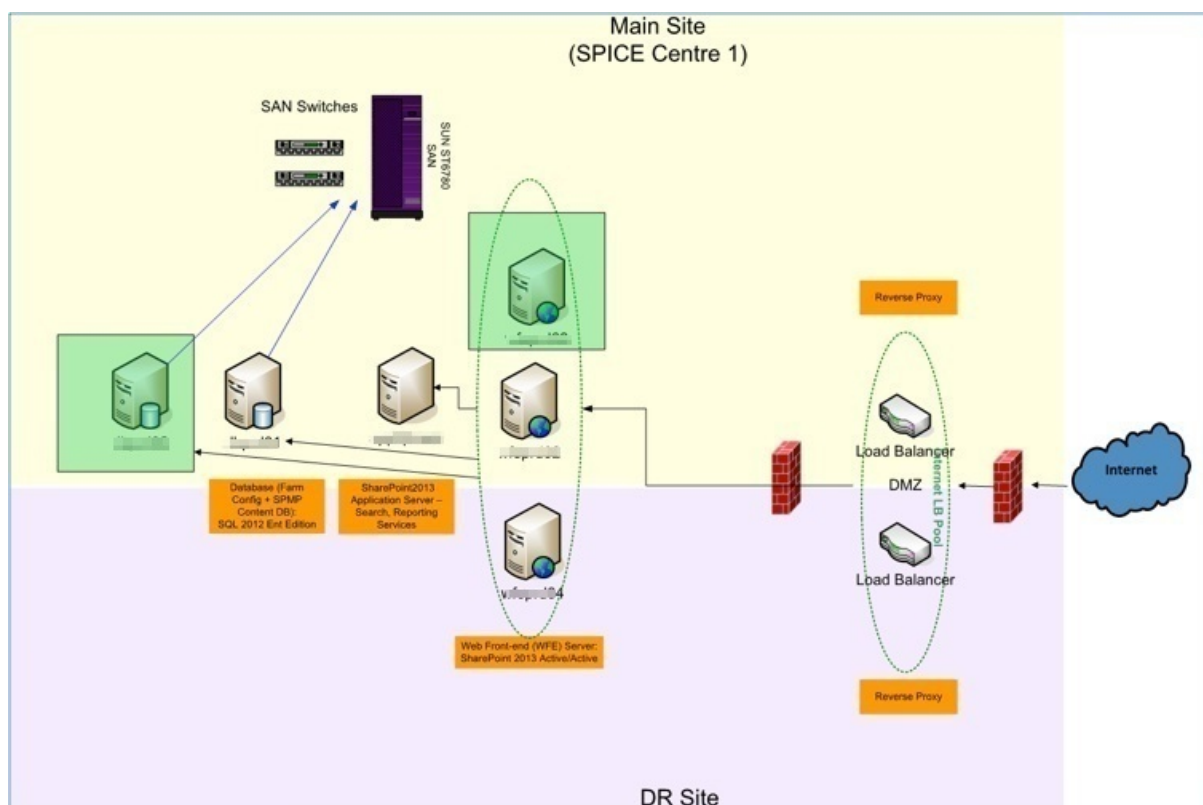 Main Site
(SPICE Centre 1)
SAN Switches
SUN ST6780
SAN
Reverse Proxy
Load Balancer
DMZ
Internet LB Pool
Load Balancer
Internet
Database (Farm
Config + SPMP
Content DB):
SQL 2012 Ent Edition
SharePoint2013
Application Server –
Search, Reporting
Services
Web Front-end (WFE) Server:
SharePoint 2013 Active/Active
Reverse Proxy
DR Site